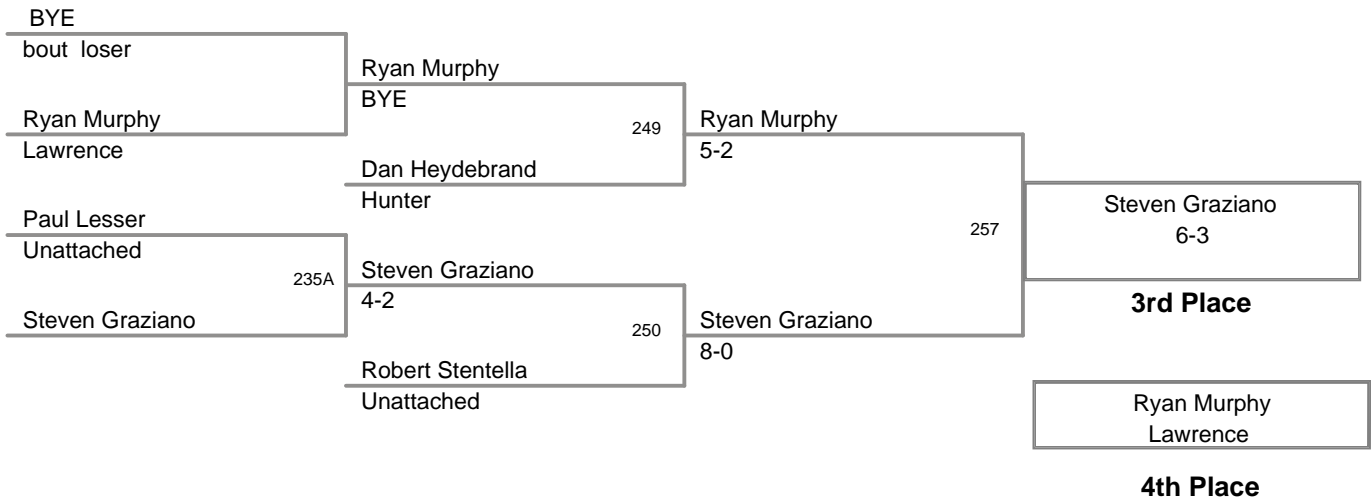 BYE
bout loser
Ryan Murphy
BYE
Ryan Murphy
Lawrence
249
Ryan Murphy
5-2
Dan Heydebrand
Hunter
Paul Lesser
Unattached
235A
Steven Graziano
4-2
Steven Graziano
250
Steven Graziano
8-0
Robert Stentella
Unattached
257
Steven Graziano
6-3
3rd Place
Ryan Murphy
Lawrence
4th Place